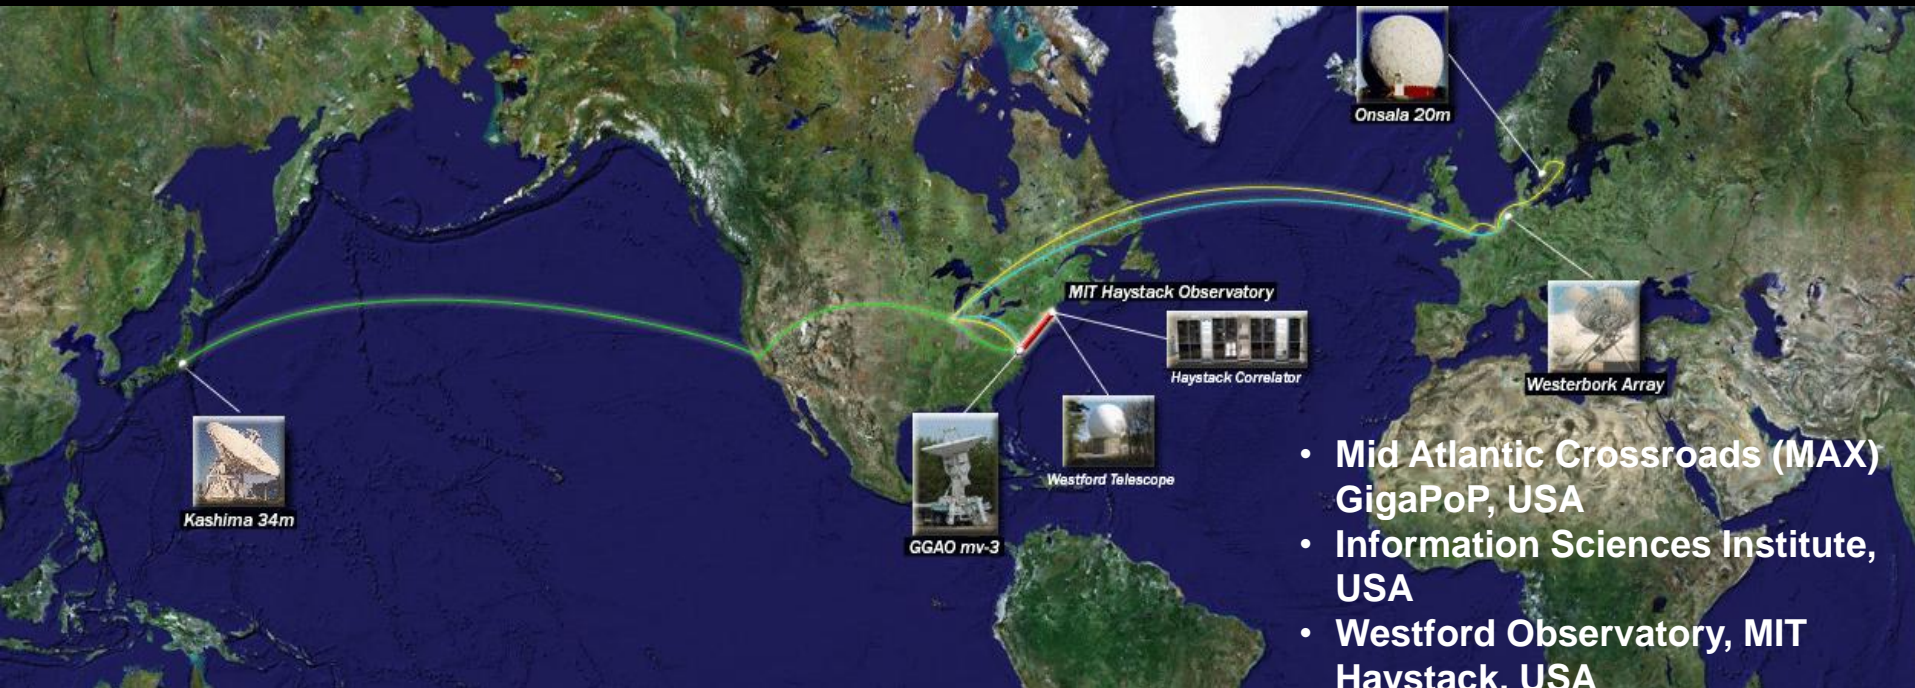 Onsala 20m
MIT Haystack Observatory
Haystack Correlator
Westerbork Array
Westford Telescope
Kashima 34m
GGAO mv-3
• Mid Atlantic Crossroads (MAX)
GigaPoP, USA
• Information Sciences Institute,
USA
• Westford Observatory, MIT
Haystack, USA